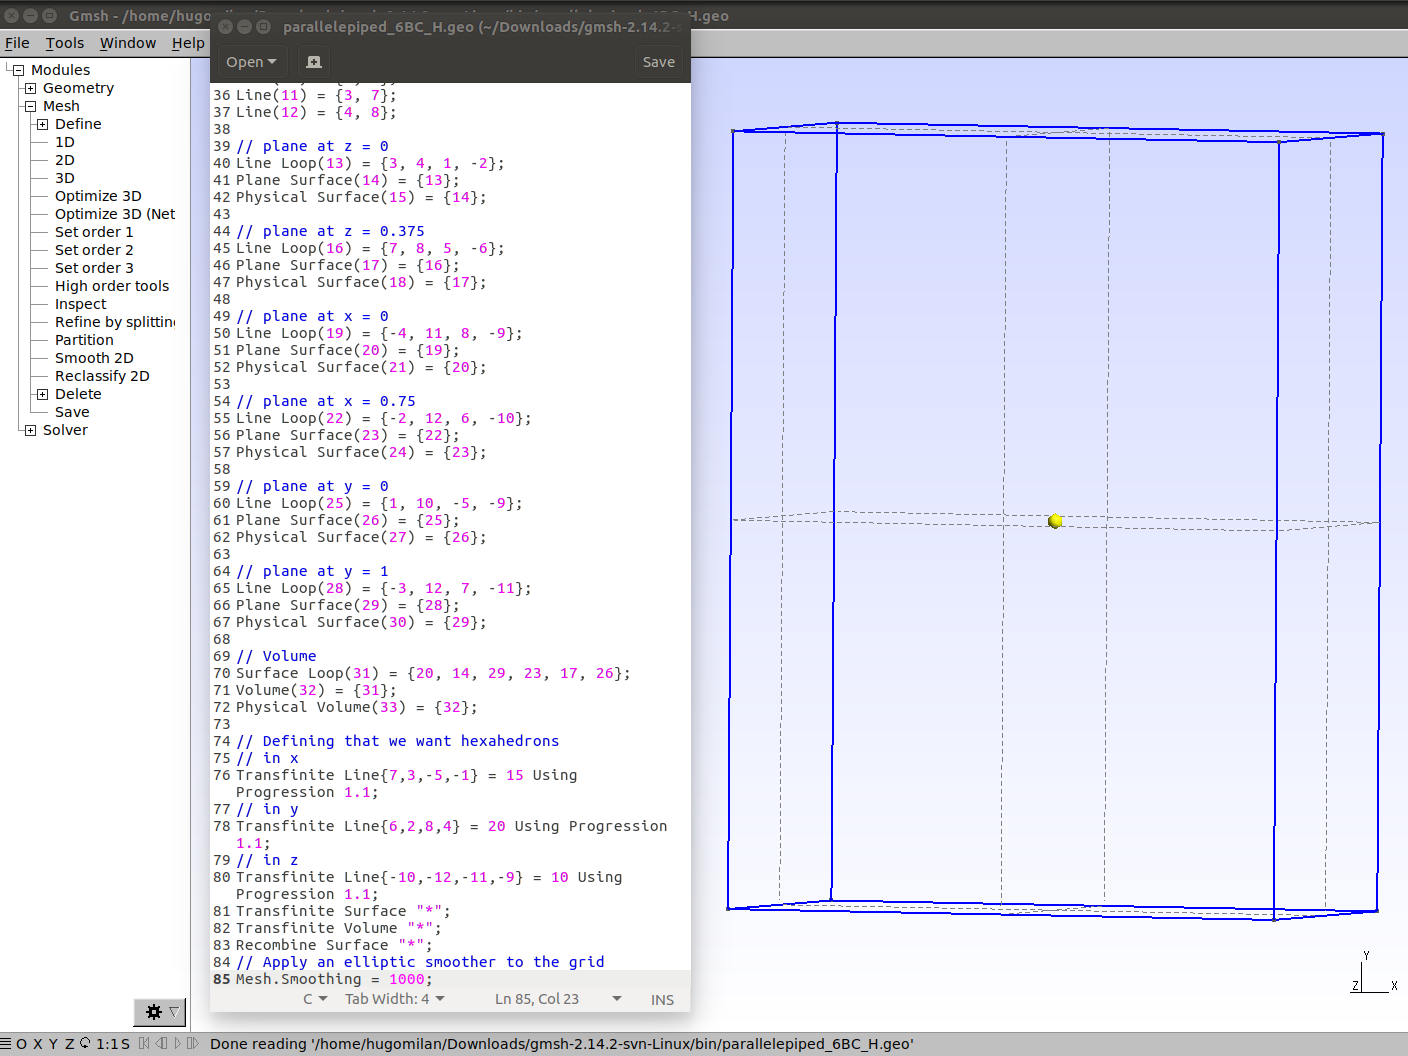 Gmsh - /home/hugo
.geo
File Tools Window Help
Modules
Geometry
Mesh
Define
1D
2D
3D
Optimize 3D
Optimize 3D (Net
Set order 1
Set order 2
Set order 3
High order tools
Inspect
Refine by splitting
Partition
Smooth 2D
Reclassify 2D
Delete
Save
Solver
parallelepiped_6BC_H.geo (~/Downloads/gmsh-2.14.2-s
Open
Save
36 Line(11) = {3, 7};
37 Line(12) = {4, 8};
38
39 // plane at z = 0
40 Line Loop(13) = {3, 4, 1, -2};
41 Plane Surface(14) = {13};
42 Physical Surface(15) = {14};
43
44 // plane at z = 0.375
45 Line Loop(16) = {7, 8, 5, -6};
46 Plane Surface(17) = {16};
47 Physical Surface(18) = {17};
48
49 // plane at x = 0
50 Line Loop(19) = {-4, 11, 8, -9};
51 Plane Surface(20) = {19};
52 Physical Surface(21) = {20};
53
54 // plane at x = 0.75
55 Line Loop(22) = {-2, 12, 6, -10};
56 Plane Surface(23) = {22};
57 Physical Surface(24) = {23};
58
59 // plane at y = 0
60 Line Loop(25) = {1, 10, -5, -9};
61 Plane Surface(26) = {25};
62 Physical Surface(27) = {26};
63
64 // plane at y = 1
65 Line Loop(28) = {-3, 12, 7, -11};
66 Plane Surface(29) = {28};
67 Physical Surface(30) = {29};
68
69 // Volume
70 Surface Loop(31) = {20, 14, 29, 23, 17, 26};
71 Volume(32) = {31};
72 Physical Volume(33) = {32};
73
74 // Defining that we want hexahedrons
75 // in x
76 Transfinite Line{7,3,-5,-1} = 15 Using
Progression 1.1;
77 // in y
78 Transfinite Line{6,2,8,4} = 20 Using Progression
1.1;
79 // in z
80 Transfinite Line{-10,-12,-11,-9} = 10 Using
Progression 1.1;
81 Transfinite Surface "*";
82 Transfinite Volume "*";
83 Recombine Surface "*";
84 // Apply an elliptic smoother to the grid
85 Mesh.Smoothing = 1000;
C Tab Width: 4 Ln 85, Col 23 INS
Y
Z X
O X Y Z 1:1 S Done reading '/home/hugomilan/Downloads/gmsh-2.14.2-svn-Linux/bin/parallelepiped_6BC_H.geo'